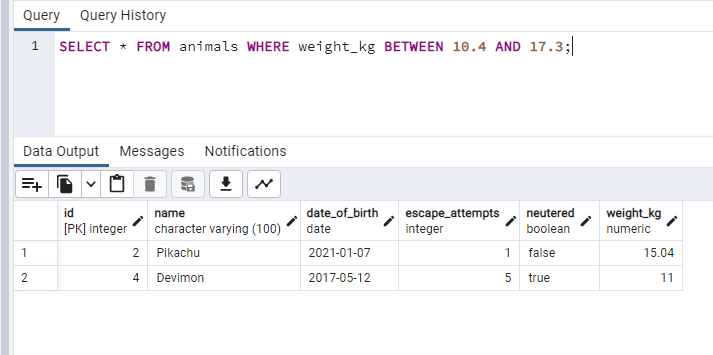 Query Query History
1 SELECT * FROM animals WHERE weight_kg BETWEEN 10.4 AND 17.3;
Data Output Messages Notifications
id name date_of_birth escape_attempts neutered weight_kg
[PK] integer character varying (100) date integer boolean numeric
1 2 Pikachu 2021-01-07 1 false 15.04
2 4 Devimon 2017-05-12 5 true 11